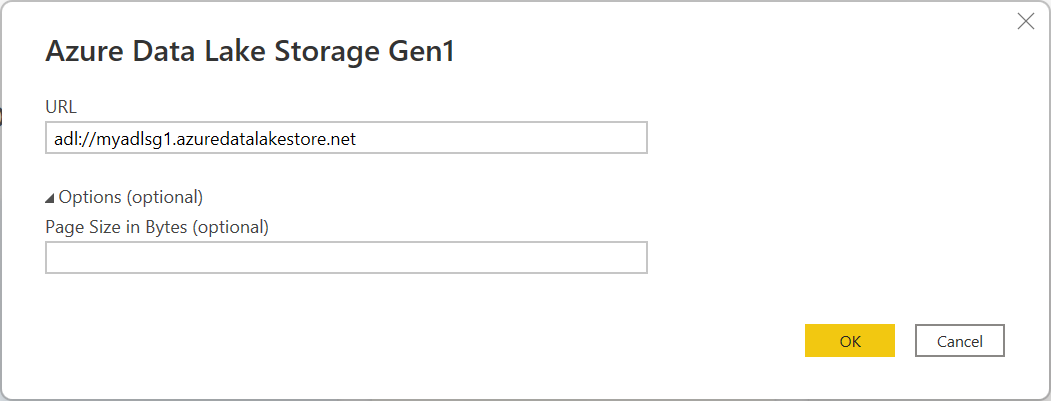 Azure Data Lake Storage Gen1
URL
adl://myadlsg1.azuredatalakestore.net
Options (optional)
Page Size in Bytes (optional)
OK
Cancel